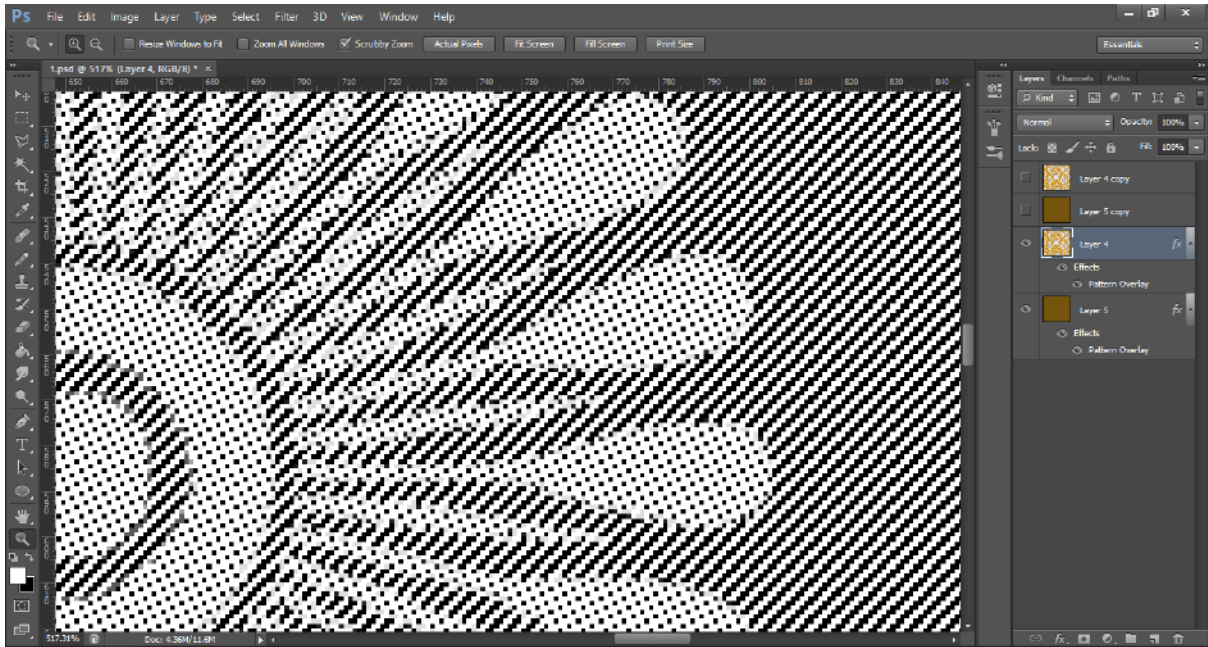 Ps File Edit Image Layer Type Select Filter 3D View Window Help
Resize Windows to Fit Zoom All Windows Scrubby Zoom Actual Pixels Fit Screen Fill Screen Print Size Essentials
1.psd @ 517% (Layer 4, RGB/8) * ×
650 660 670 680 690 700 710 720 730 740 750 760 770 780 790 800 810 820 830 840
Layers Channels Paths
Kind
Normal Opacity: 100%
Lock: Fill: 100%
Layer 4 copy
Layer 5 copy
Layer 4 fx
Effects
Pattern Overlay
Layer 5 fx
Effects
Pattern Overlay
517.31% Doc: 4.36M/11.6M